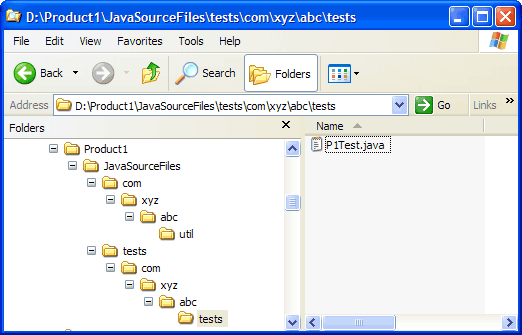 D:\Product1\JavaSourceFiles\tests\com\xyz\abc\tests
File Edit View Favorites Tools Help
Back Search Folders
Address D:\Product1\JavaSourceFiles\tests\com\xyz\abc\tests Go Links »
Folders Name
Product1 P1Test.java
JavaSourceFiles
com
xyz
abc
util
tests
com
xyz
abc
tests